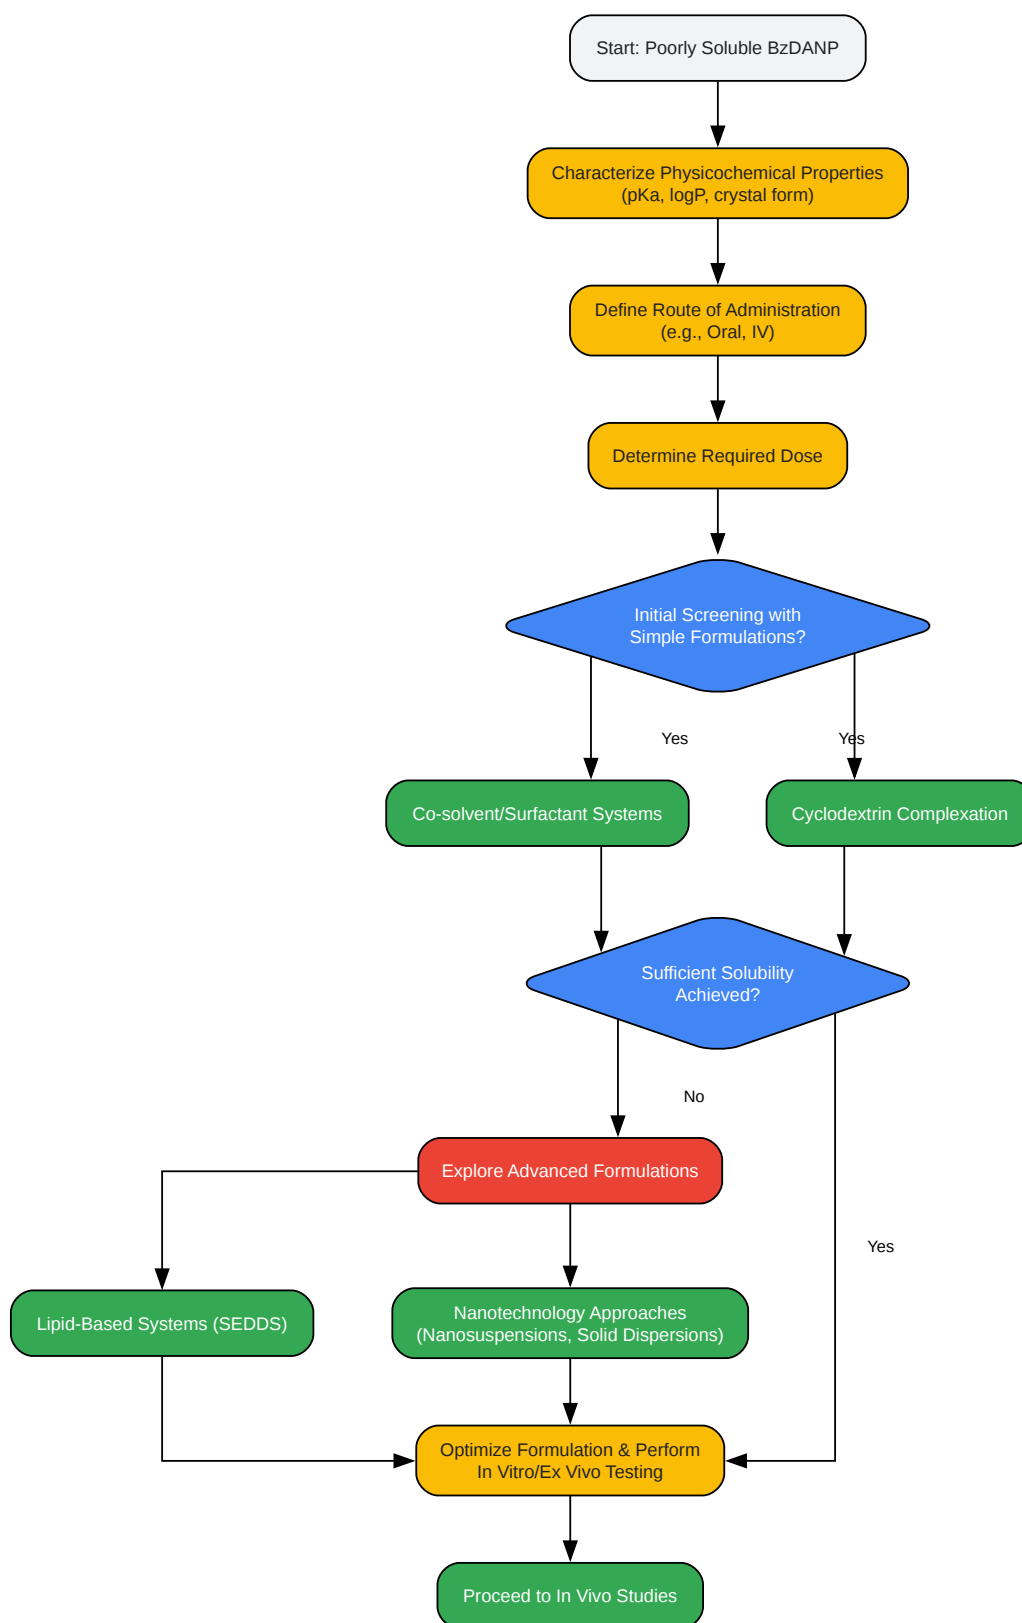 Start: Poorly Soluble BzDANP
Characterize Physicochemical Properties
(pKa, logP, crystal form)
Define Route of Administration
(e.g., Oral, IV)
Determine Required Dose
Initial Screening with
Simple Formulations?
Yes
Yes
Co-solvent/Surfactant Systems
Cyclodextrin Complexation
Sufficient Solubility
Achieved?
No
Explore Advanced Formulations
Yes
Lipid-Based Systems (SEDDS)
Nanotechnology Approaches
(Nanosuspensions, Solid Dispersions)
Optimize Formulation & Perform
In Vitro/Ex Vivo Testing
Proceed to In Vivo Studies